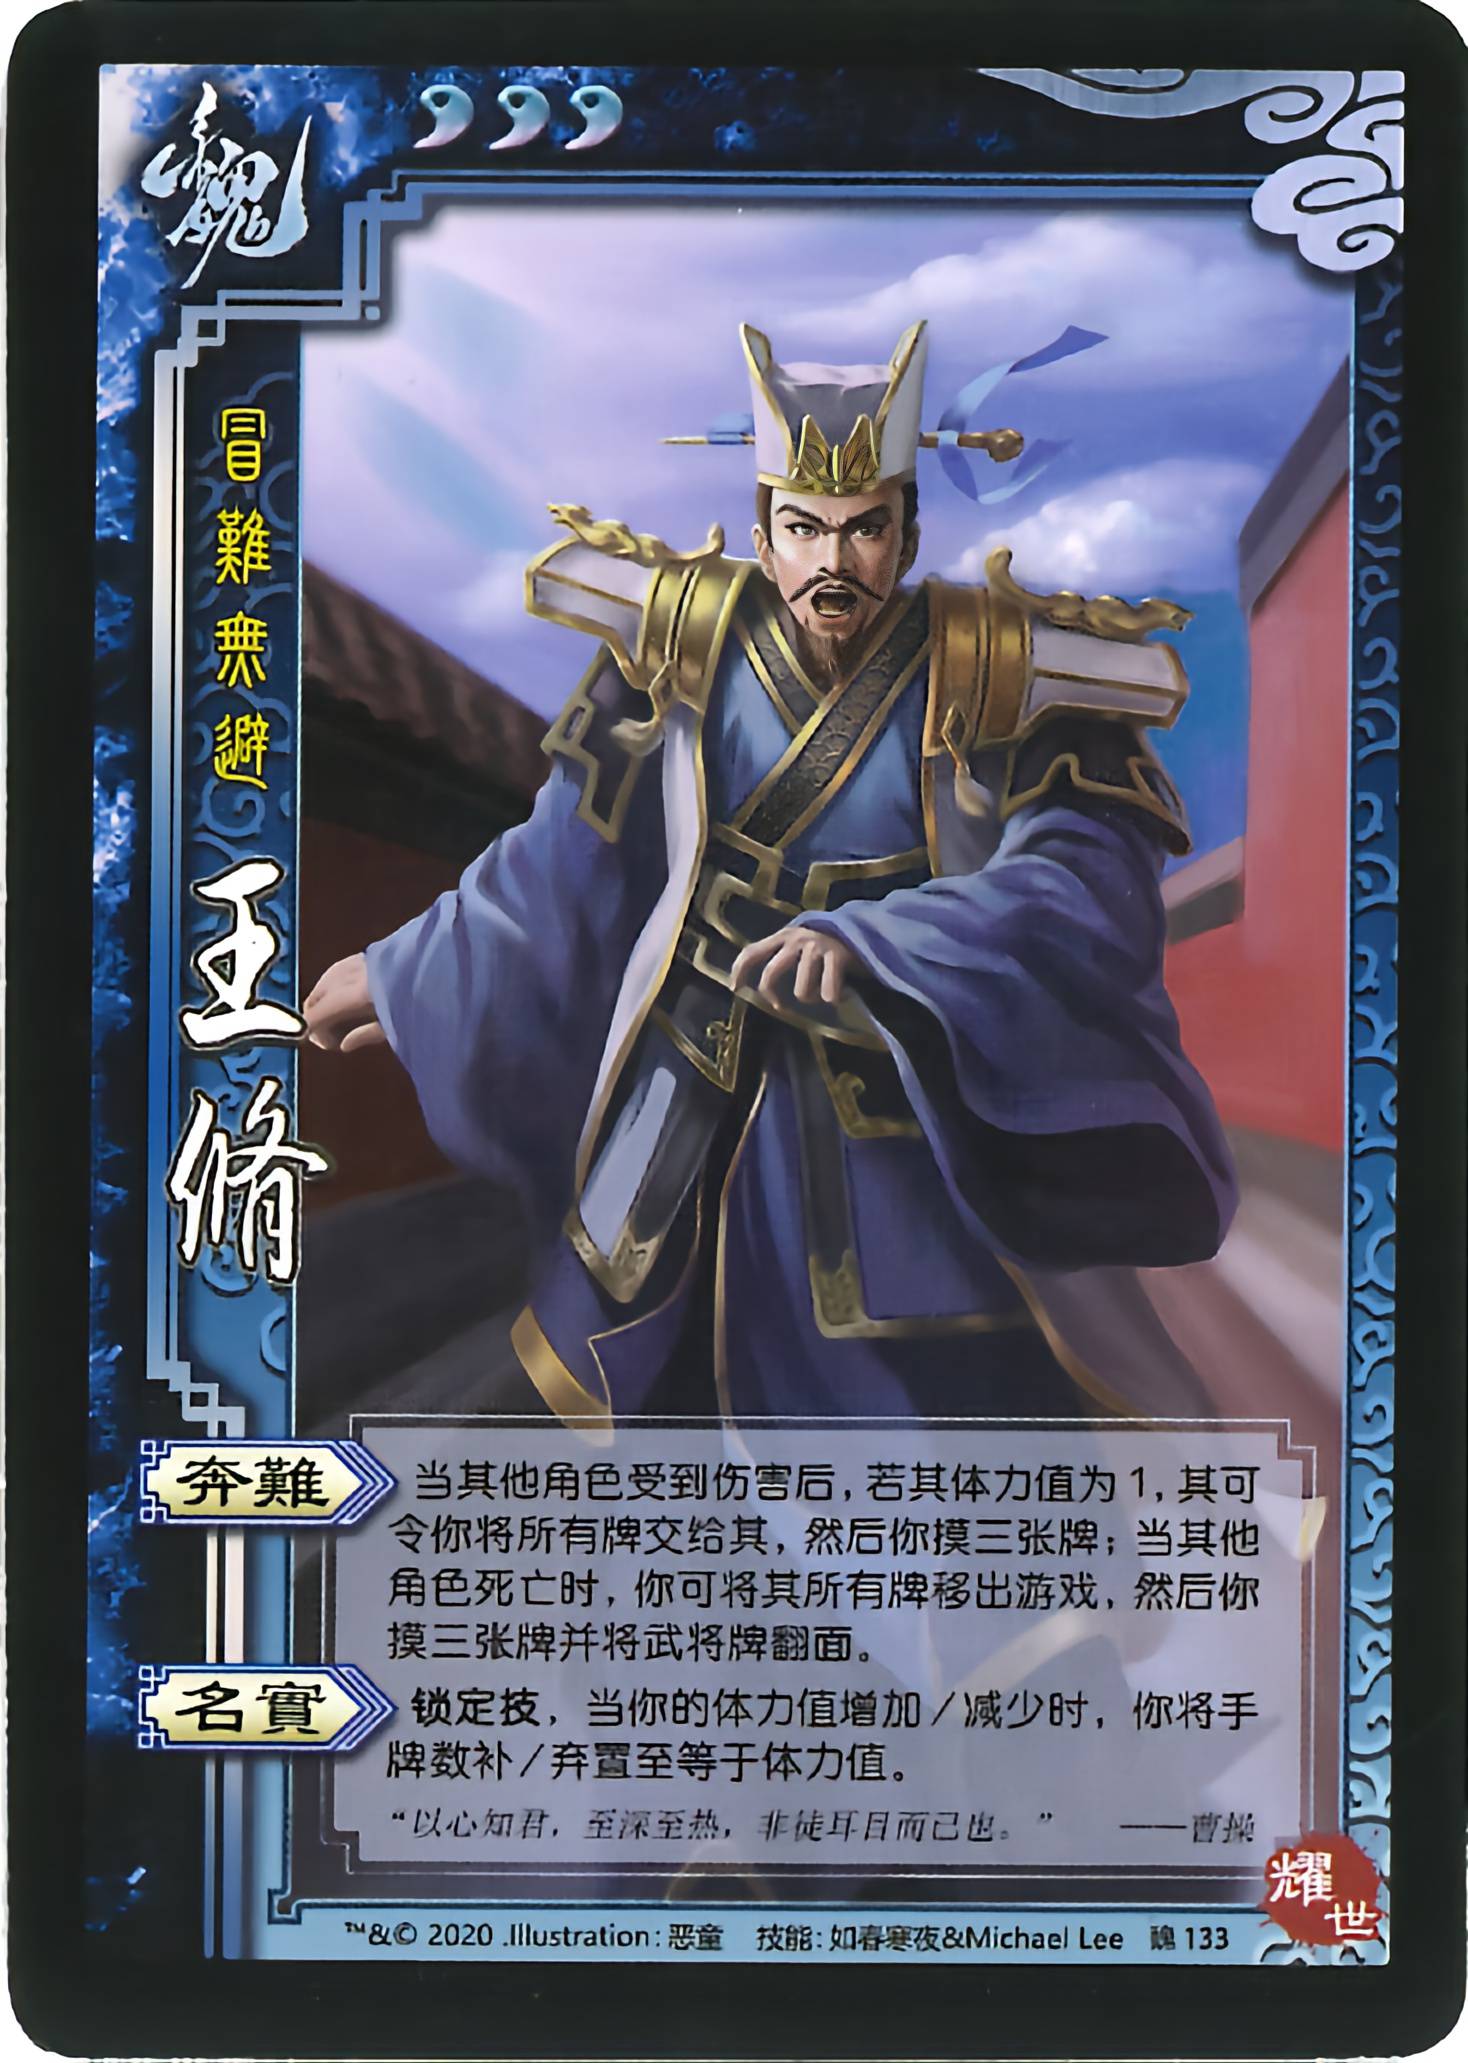 魏
冒難無避
王脩
奔難
当其他角色受到伤害后，若其体力值为 1，其可
令你将所有牌交给其，然后你摸三张牌；当其他
角色死亡时，你可将其所有牌移出游戏，然后你
摸三张牌并将武将牌翻面。
名實
锁定技，当你的体力值增加／减少时，你将手
牌数补／弃置至等于体力值。
“以心知君，至深至热，非徒耳目而己也。” ——曹操
耀世
™&© 2020 .Illustration: 恶童 技能: 如春寒夜&Michael Lee 魏 133